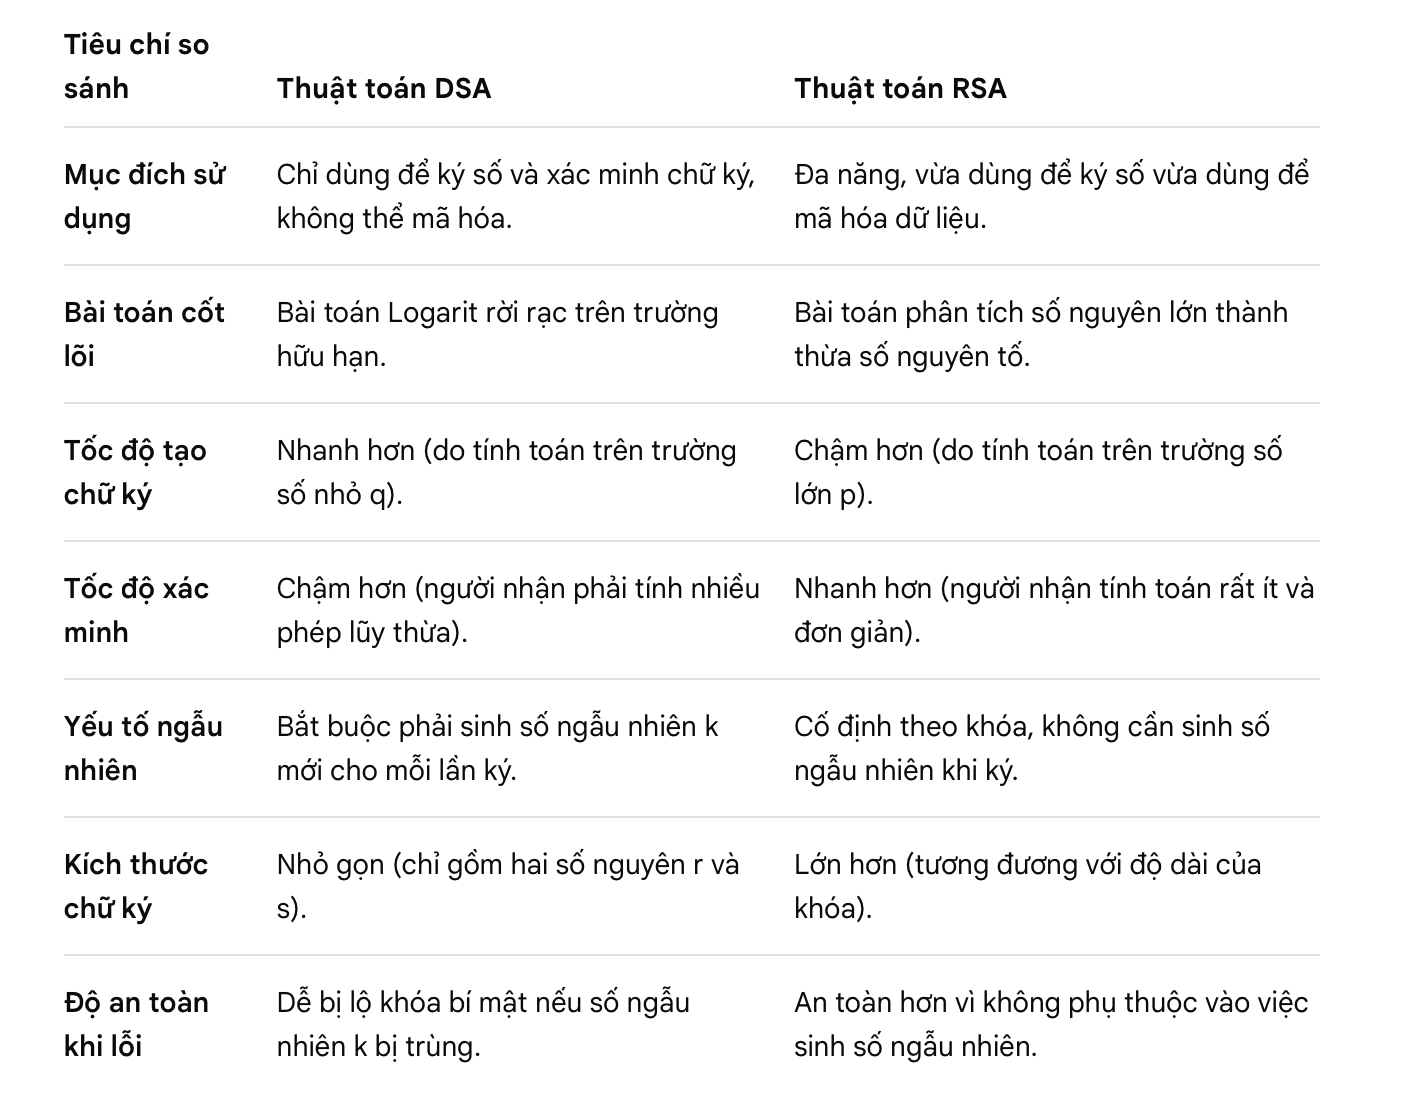 Tiêu chí so
sánh
Thuật toán DSA
Thuật toán RSA
Mục đích sử
dụng
Chỉ dùng để ký số và xác minh chữ ký,
không thể mã hóa.
Đa năng, vừa dùng để ký số vừa dùng để
mã hóa dữ liệu.
Bài toán cốt
lõi
Bài toán Logarit rời rạc trên trường
hữu hạn.
Bài toán phân tích số nguyên lớn thành
thừa số nguyên tố.
Tốc độ tạo
chữ ký
Nhanh hơn (do tính toán trên trường
số nhỏ q).
Chậm hơn (do tính toán trên trường số
lớn p).
Tốc độ xác
minh
Chậm hơn (người nhận phải tính nhiều
phép lũy thừa).
Nhanh hơn (người nhận tính toán rất ít và
đơn giản).
Yếu tố ngẫu
nhiên
Bắt buộc phải sinh số ngẫu nhiên k
mới cho mỗi lần ký.
Cố định theo khóa, không cần sinh số
ngẫu nhiên khi ký.
Kích thước
chữ ký
Nhỏ gọn (chỉ gồm hai số nguyên r và
s).
Lớn hơn (tương đương với độ dài của
khóa).
Độ an toàn
khi lỗi
Dễ bị lộ khóa bí mật nếu số ngẫu
nhiên k bị trùng.
An toàn hơn vì không phụ thuộc vào việc
sinh số ngẫu nhiên.